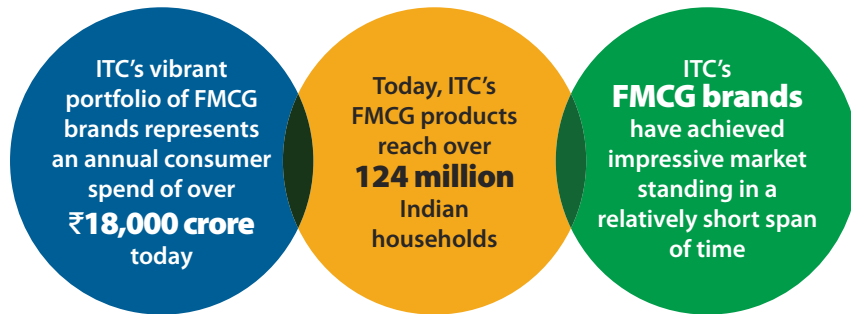 ITC's vibrant
portfolio of FMCG
brands represents
an annual consumer
spend of over
₹18,000 crore
today
Today, ITC's
FMCG products
reach over
124 million
Indian
households
ITC's
FMCG brands
have achieved
impressive market
standing in a
relatively short span
of time